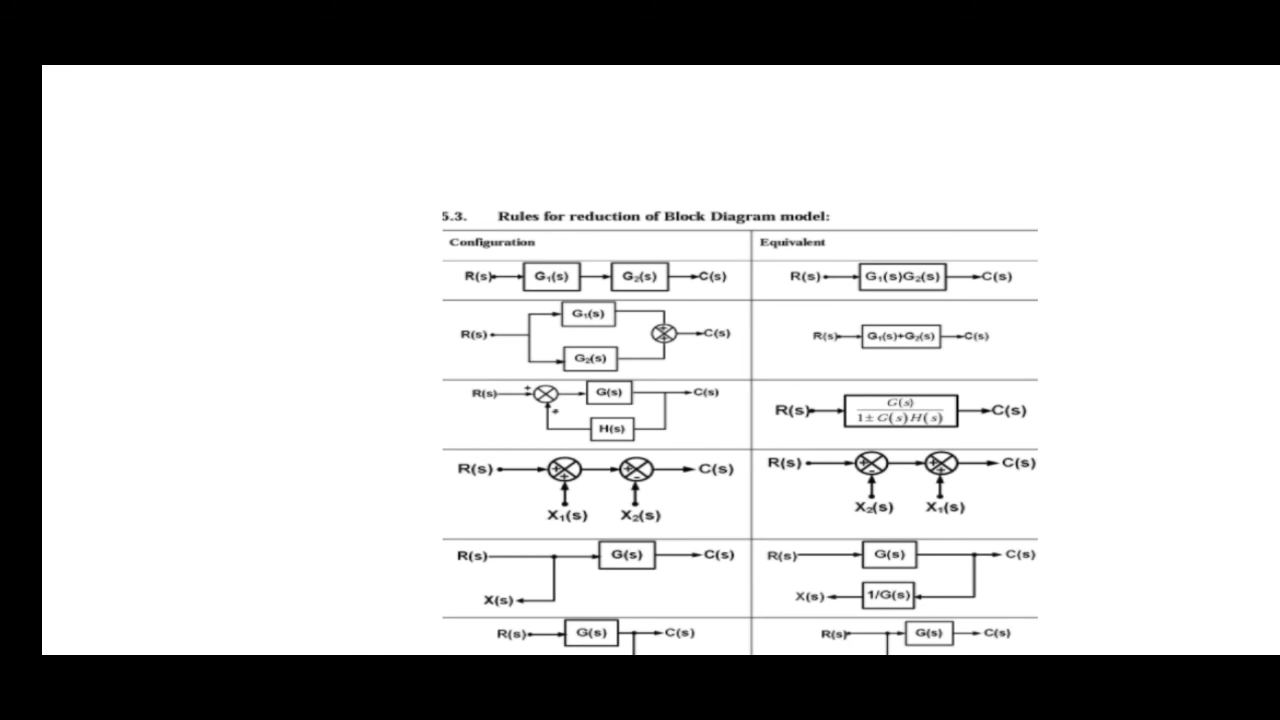 5.3. Rules for reduction of Block Diagram model:
Configuration Equivalent
R(s) G₁(s) G₂(s) C(s) R(s) G₁(s)G₂(s) C(s)
G₁(s)
R(s) + + C(s) R(s) G₁(s)+G₂(s) C(s)
G₂(s)
R(s) + G(s) C(s)
H(s)
R(s) G(s) C(s)
1± G(s)H(s)
R(s) + + + - C(s) R(s) + - + + C(s)
X₁(s) X₂(s) X₂(s) X₁(s)
R(s) G(s) C(s) R(s) G(s) C(s)
X(s) X(s) 1/G(s)
R(s) G(s) C(s) R(s) G(s) C(s)